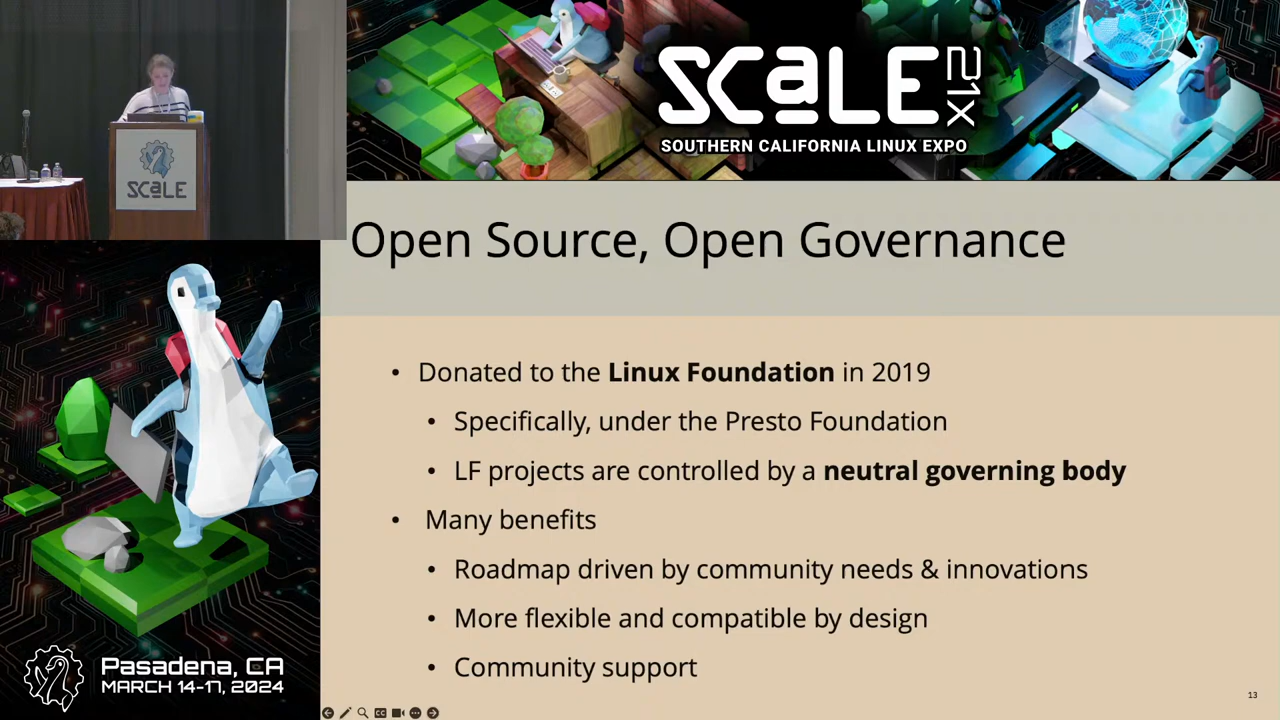 SCALE
SCALE 21X
SOUTHERN CALIFORNIA LINUX EXPO
Open Source, Open Governance
• Donated to the Linux Foundation in 2019
• Specifically, under the Presto Foundation
• LF projects are controlled by a neutral governing body
• Many benefits
• Roadmap driven by community needs & innovations
• More flexible and compatible by design
• Community support
13
CC
Pasadena, CA
MARCH 14-17, 2024